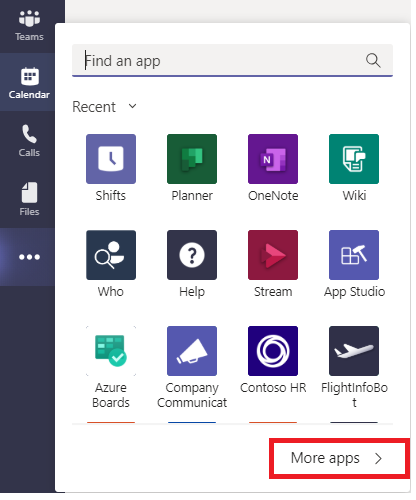 Teams
Calendar
Calls
Files
Find an app
Recent
Shifts
Planner
OneNote
Wiki
Who
Help
Stream
App Studio
Azure
Boards
Company
Communicat
Contoso HR
FlightInfoBo
t
More apps